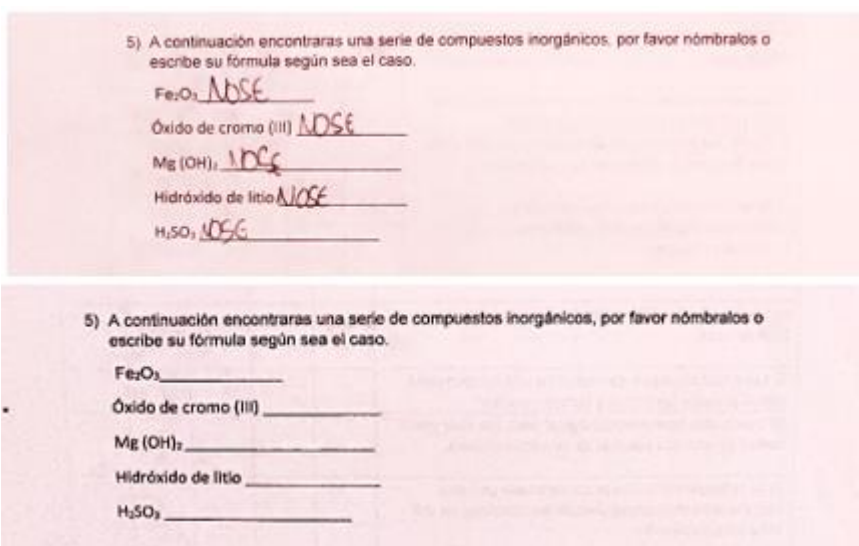 5) A continuación encontraras una serie de compuestos inorgánicos, por favor nómbralos o
escribe su fórmula según sea el caso.
Fe₂O₃ NOSE
Óxido de cromo (III) NOSE
Mg (OH)₂ NOSE
Hidróxido de litio NOSE
H₂SO₃ NOSE
5) A continuación encontraras una serie de compuestos inorgánicos, por favor nómbralos o
escribe su fórmula según sea el caso.
Fe₂O₃
Óxido de cromo (III)
Mg (OH)₂
Hidróxido de litio
H₂SO₃